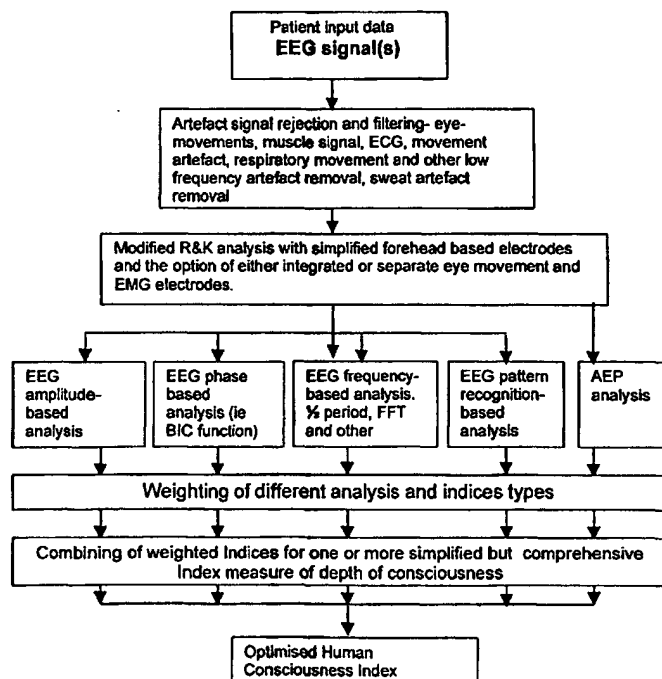 Patient input data
EEG signal(s)
Artefact signal rejection and filtering- eye-
movements, muscle signal, ECG, movement
artefact, respiratory movement and other low
frequency artefact removal, sweat artefact
removal
Modified R&K analysis with simplified forehead based electrodes
and the option of either integrated or separate eye movement and
EMG electrodes.
EEG
amplitude-
based
analysis
EEG phase
based
analysis (ie
BIC function)
EEG frequency-
based analysis.
½ period, FFT
and other
EEG pattern
recognition-
based
analysis
AEP
analysis
Weighting of different analysis and indices types
Combining of weighted Indices for one or more simplified but comprehensive
Index measure of depth of consciousness
Optimised Human
Consciousness Index